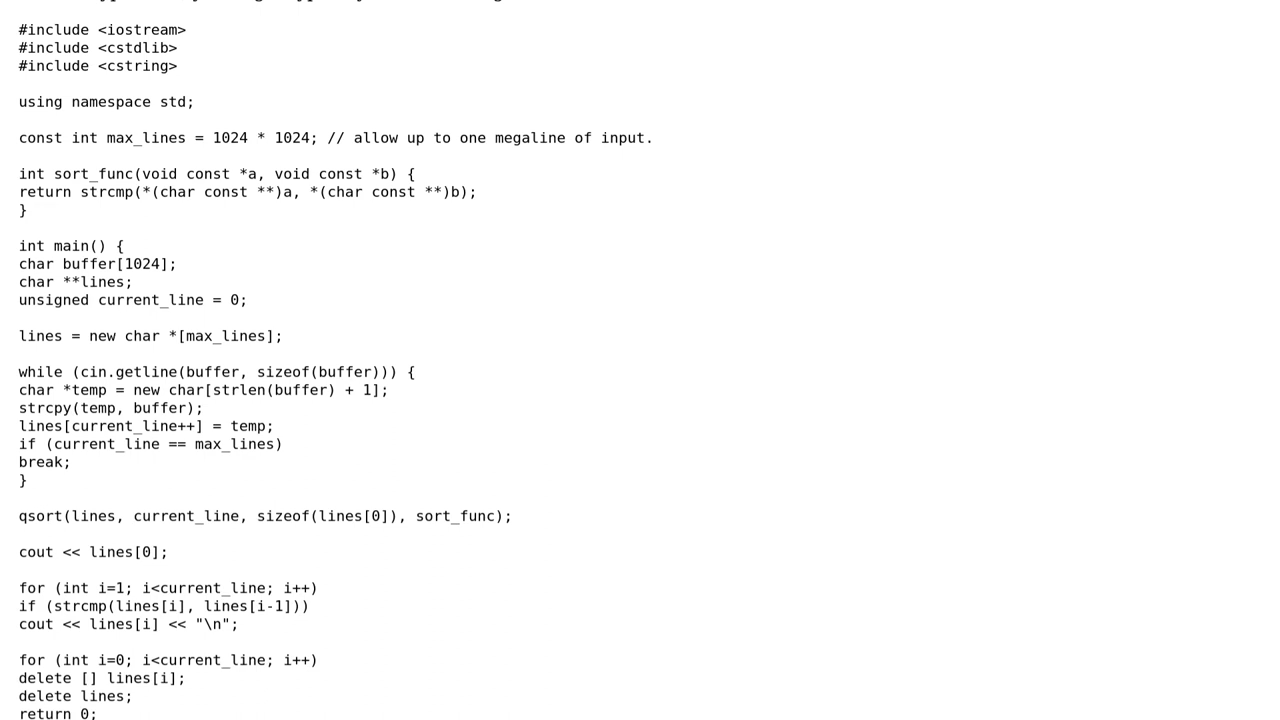 #include <iostream>
#include <cstdlib>
#include <cstring>
using namespace std;
const int max_lines = 1024 * 1024; // allow up to one megaline of input.
int sort_func(void const *a, void const *b) {
return strcmp(*(char const **)a, *(char const **)b);
}
int main() {
char buffer[1024];
char **lines;
unsigned current_line = 0;
lines = new char *[max_lines];
while (cin.getline(buffer, sizeof(buffer))) {
char *temp = new char[strlen(buffer) + 1];
strcpy(temp, buffer);
lines[current_line++] = temp;
if (current_line == max_lines)
break;
}
qsort(lines, current_line, sizeof(lines[0]), sort_func);
cout << lines[0];
for (int i=1; i<current_line; i++)
if (strcmp(lines[i], lines[i-1]))
cout << lines[i] << "\n";
for (int i=0; i<current_line; i++)
delete [] lines[i];
delete lines;
return 0;